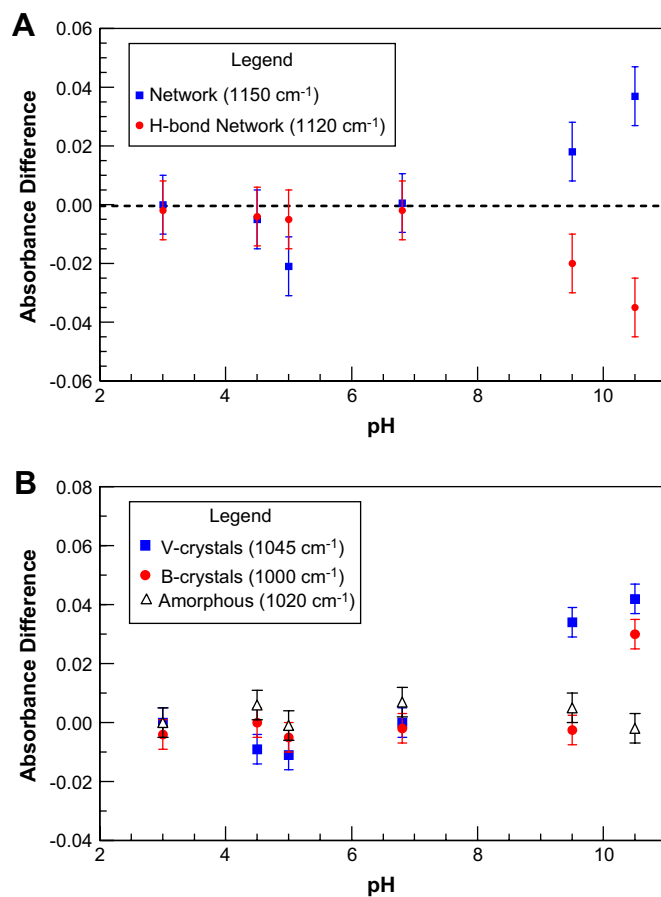 A
0.06
0.04
0.02
0.00
-0.02
-0.04
-0.06
Absorbance Difference
Legend
Network (1150 cm⁻¹)
H-bond Network (1120 cm⁻¹)
2 4 6 8 10
pH
B
0.08
0.06
0.04
0.02
0.00
-0.02
-0.04
Absorbance Difference
Legend
V-crystals (1045 cm⁻¹)
B-crystals (1000 cm⁻¹)
Amorphous (1020 cm⁻¹)
2 4 6 8 10
pH